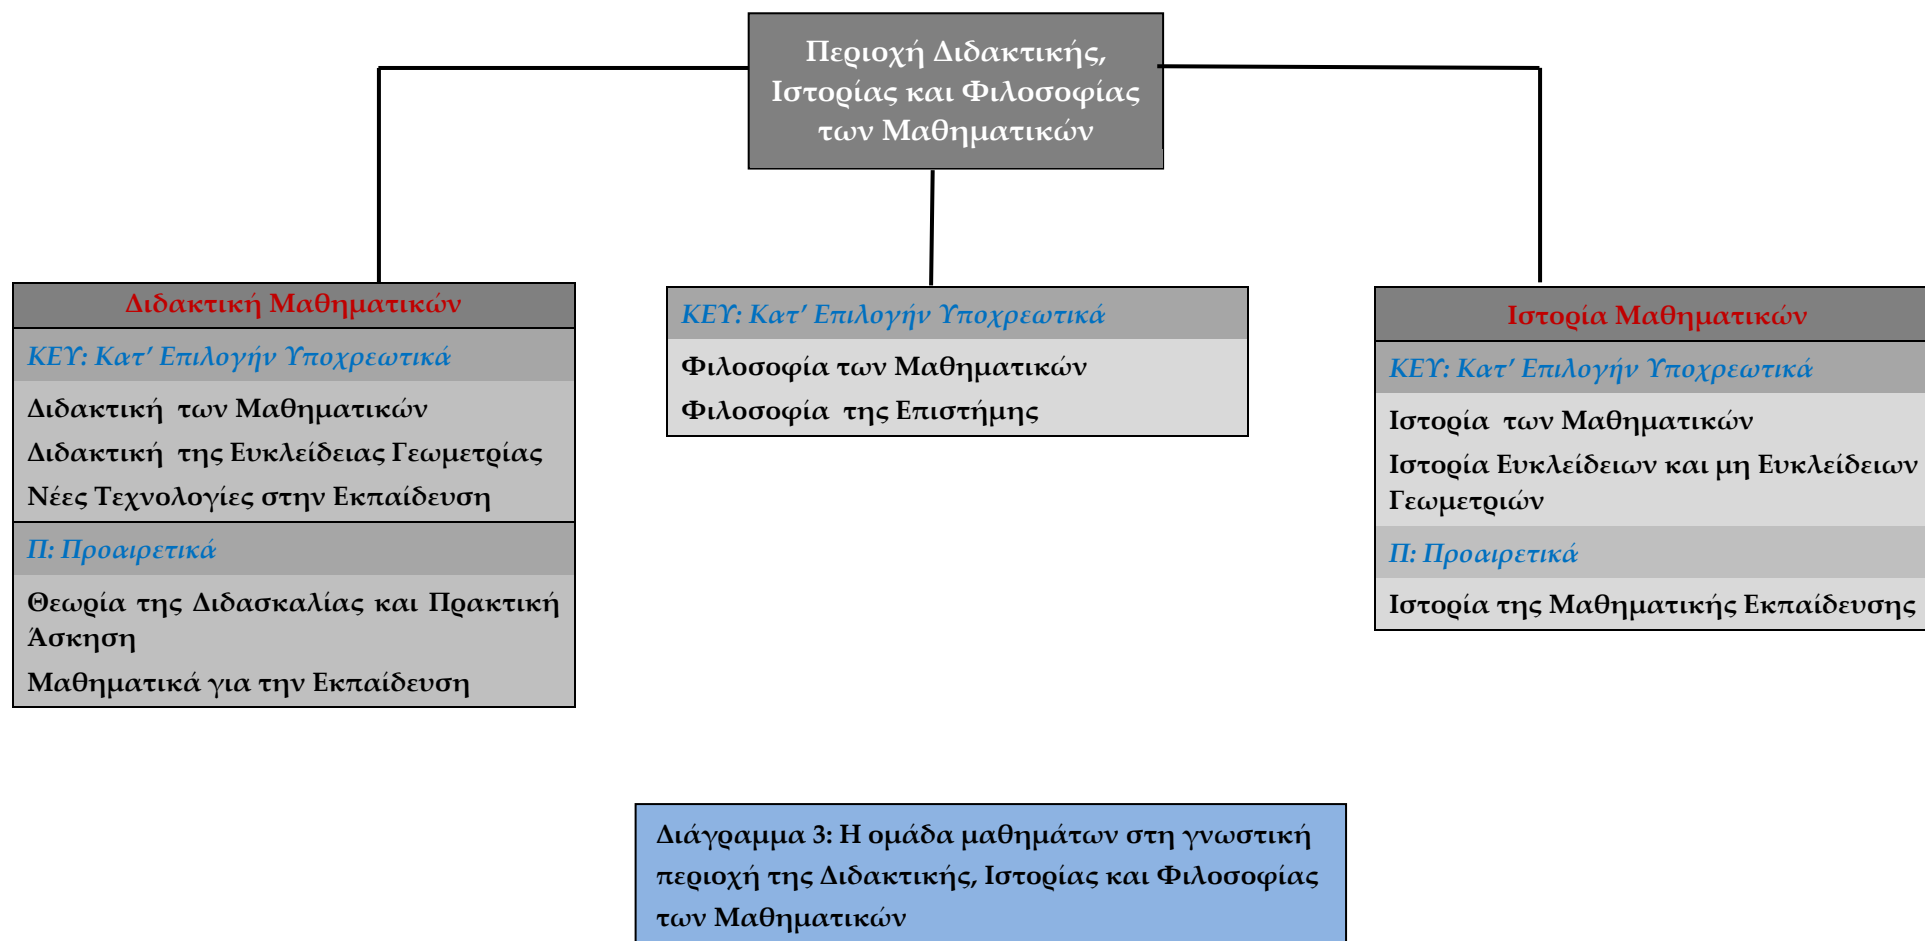 Περιοχή Διδακτικής,
Ιστορίας και Φιλοσοφίας
των Μαθηματικών
Διδακτική Μαθηματικών
ΚΕΥ: Κατ’ Επιλογήν Υποχρεωτικά
Διδακτική των Μαθηματικών
Διδακτική της Ευκλείδειας Γεωμετρίας
Νέες Τεχνολογίες στην Εκπαίδευση
Π: Προαιρετικά
Θεωρία της Διδασκαλίας και Πρακτική
Άσκηση
Μαθηματικά για την Εκπαίδευση
ΚΕΥ: Κατ’ Επιλογήν Υποχρεωτικά
Φιλοσοφία των Μαθηματικών
Φιλοσοφία της Επιστήμης
Ιστορία Μαθηματικών
ΚΕΥ: Κατ’ Επιλογήν Υποχρεωτικά
Ιστορία των Μαθηματικών
Ιστορία Ευκλείδειων και μη Ευκλείδειων
Γεωμετριών
Π: Προαιρετικά
Ιστορία της Μαθηματικής Εκπαίδευσης
Διάγραμμα 3: Η ομάδα μαθημάτων στη γνωστική
περιοχή της Διδακτικής, Ιστορίας και Φιλοσοφίας
των Μαθηματικών